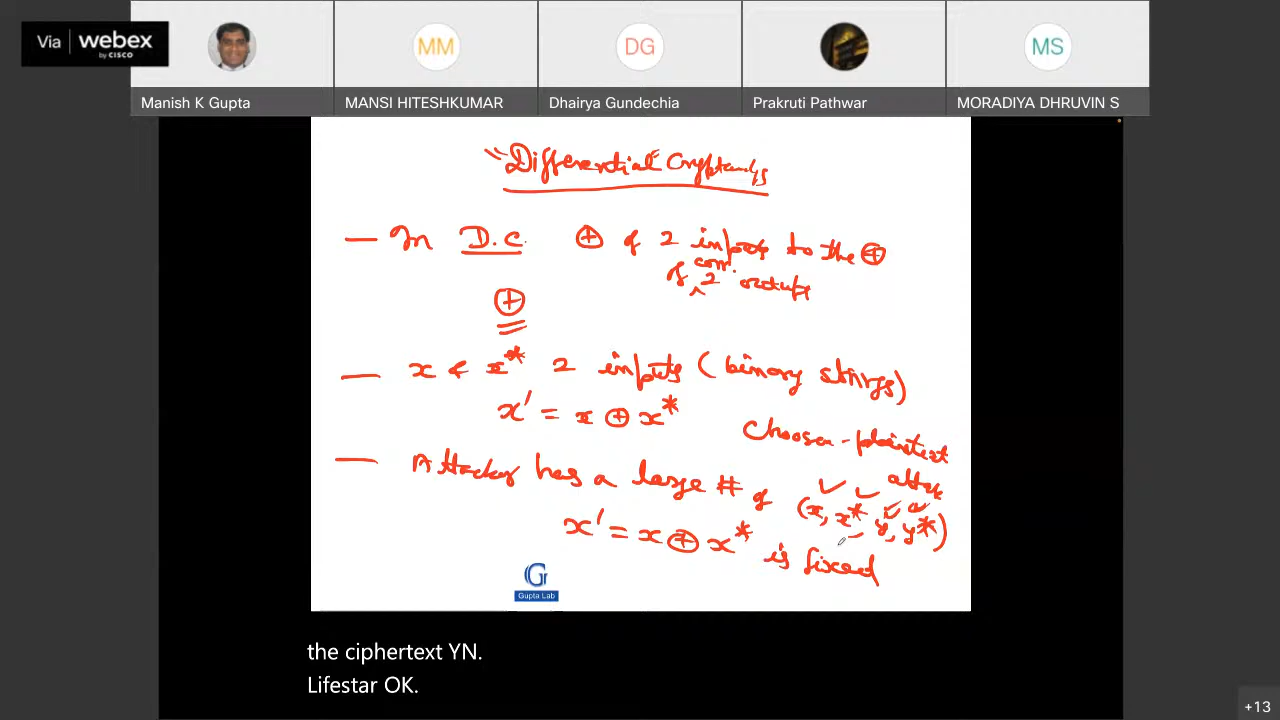 Via webex
by CISCO
MM
DG
MS
Manish K Gupta
MANSI HITESHKUMAR
Dhairya Gundechia
Prakruti Pathwar
MORADIYA DHRUVIN S
"Differential" Cryptanalys
— In D.C. ⊕ of 2 inputs to the ⊕
of corr. 2 outputs
⊕
— x & x* 2 inputs (binary strings)
x' = x ⊕ x*
Choosen-plaintext
attack
— Attacker has a large # of (x, x*, y, y*)
x' = x ⊕ x* is fixed
G
Gupta Lab
the ciphertext YN.
Lifestar OK.
+13